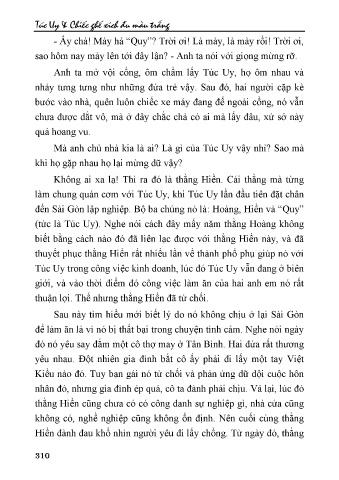 Túc Uy & Chiếc ghế xích đu màu trắng
- Ấy chá! Mày há “Quy”? Trời ơi! Là mày, là mày rồi! Trời ơi,
sao hôm nay mày lên tới đây lận? - Anh ta nói với giọng mừng rỡ.
Anh ta mở vội cổng, ôm chầm lấy Túc Uy, họ ôm nhau và
nhảy tưng tưng như những đứa trẻ vậy. Sau đó, hai người cặp kè
bước vào nhà, quên luôn chiếc xe máy đang để ngoài cổng, nó vẫn
chưa được dắt vô, mà ở đây chắc chả có ai mà lấy đâu, xứ sở này
quá hoang vu.
Mà anh chủ nhà kia là ai? Là gì của Túc Uy vậy nhỉ? Sao mà
khi họ gặp nhau họ lại mừng dữ vậy?
Không ai xa lạ! Thì ra đó là thằng Hiển. Cái thằng mà từng
làm chung quán cơm với Túc Uy, khi Túc Uy lần đầu tiên đặt chân
đến Sài Gòn lập nghiệp. Bộ ba chúng nó là: Hoàng, Hiển và “Quy”
(tức là Túc Uy). Nghe nói cách đây mấy năm thằng Hoàng không
biết bằng cách nào đó đã liên lạc được với thằng Hiển này, và đã
thuyết phục thằng Hiển rất nhiều lần về thành phố phụ giúp nó với
Túc Uy trong công việc kinh doanh, lúc đó Túc Uy vẫn đang ở biên
giới, và vào thời điểm đó công việc làm ăn của hai anh em nó rất
thuận lợi. Thế nhưng thằng Hiển đã từ chối.
Sau này tìm hiểu mới biết lý do nó không chịu ở lại Sài Gòn
để làm ăn là vì nó bị thất bại trong chuyện tình cảm. Nghe nói ngày
đó nó yêu say đắm một cô thợ may ở Tân Bình. Hai đứa rất thương
yêu nhau. Đột nhiên gia đình bắt cô ấy phải đi lấy một tay Việt
Kiều nào đó. Tuy bạn gái nó từ chối và phản ứng dữ dội cuộc hôn
nhân đó, nhưng gia đình ép quá, cô ta đành phải chịu. Vả lại, lúc đó
thằng Hiển cũng chưa có có công danh sự nghiệp gì, nhà cửa cũng
không có, nghề nghiệp cũng không ổn định. Nên cuối cùng thằng
Hiển đành đau khổ nhìn người yêu đi lấy chồng. Từ ngày đó, thằng
310